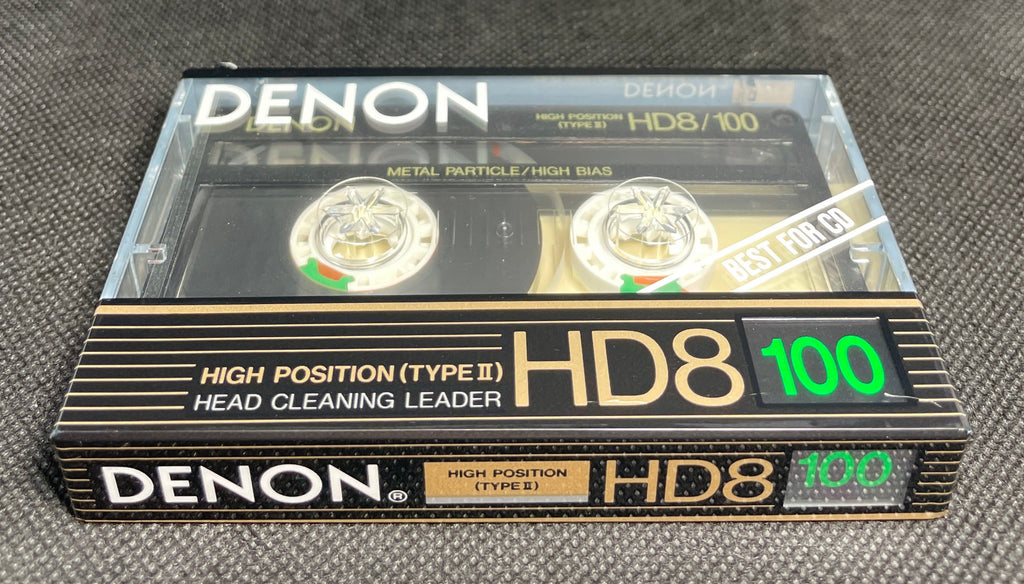 DENON
DENON
DENON
HIGH POSITION
(TYPE II)
HD8/100
METAL PARTICLE/HIGH BIAS
BEST FOR CD
HIGH POSITION (TYPE II)
HEAD CLEANING LEADER
HD8
100
DENON®
HIGH POSITION
(TYPE II)
HD8
100